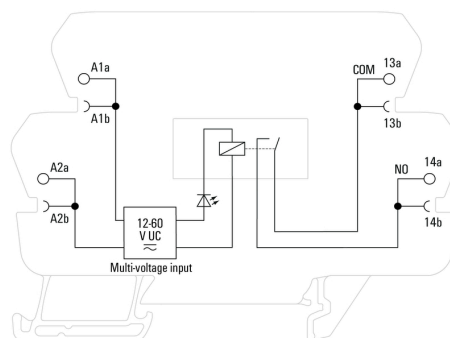 A1a
A1b
A2a
A2b
12-60
V UC
Multi-voltage input
COM
13a
13b
NO
14a
14b